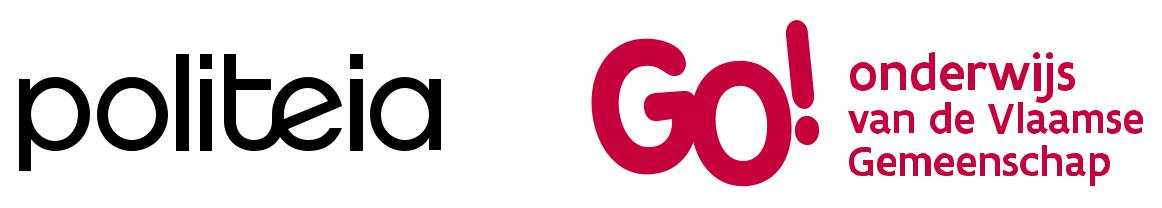 politeia
GO!
onderwijs
van de Vlaamse
Gemeenschap